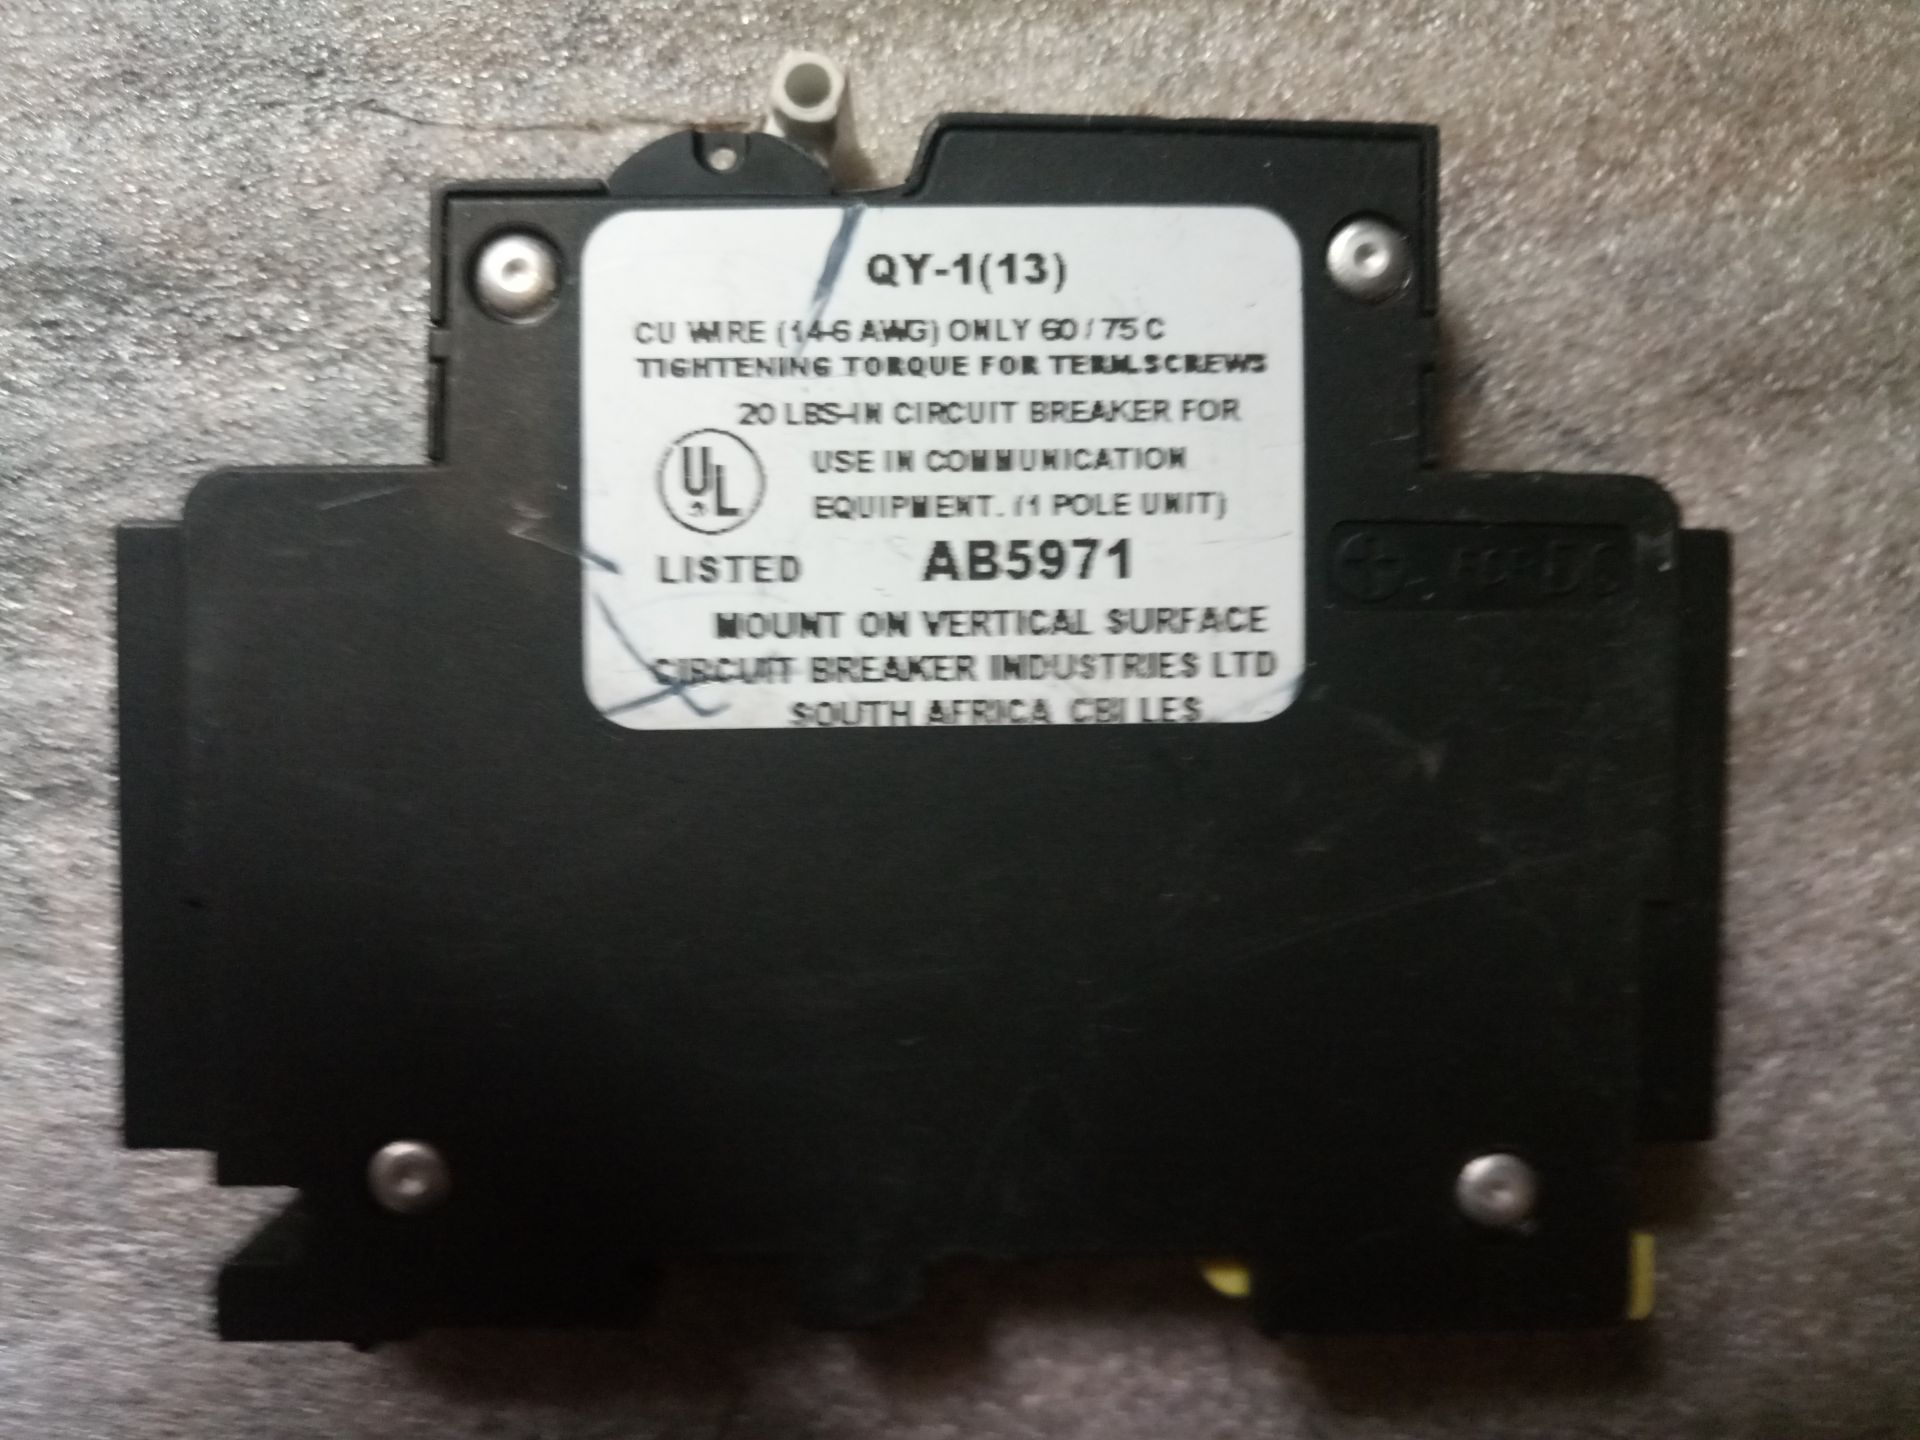 QY-1(13)
CU WIRE (14-6 AWG) ONLY 60 / 75 C
TIGHTENING TORQUE FOR TERM.SCREWS
20 LBS-IN CIRCUIT BREAKER FOR
USE IN COMMUNICATION
EQUIPMENT. (1 POLE UNIT)
UL
LISTED AB5971
MOUNT ON VERTICAL SURFACE
CIRCUIT BREAKER INDUSTRIES LTD
SOUTH AFRICA CBI LES